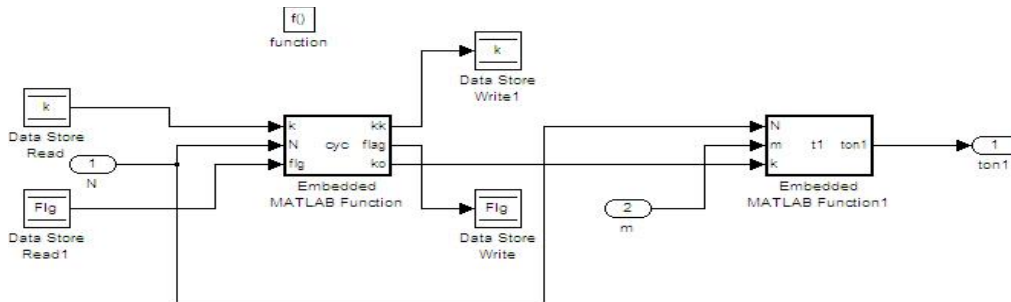 f()
function
k
Data Store
Write1
k
Data Store
Read
1
N
Flg
Data Store
Read1
k kk
N cyc flag
flg ko
Embedded
MATLAB Function
Flg
Data Store
Write
2
m
N
m t1 ton1
k
Embedded
MATLAB Function1
1
ton1